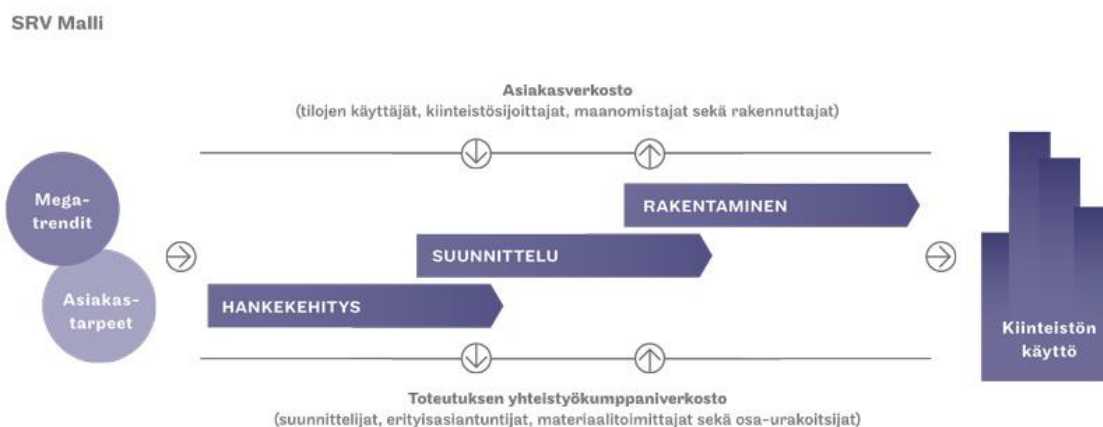 SRV Malli
Asiakasverkosto
(tilojen käyttäjät, kiinteistösijoittajat, maanomistajat sekä rakennuttajat)
Mega-
trendit
Asiakas-
tarpeet
RAKENTAMINEN
SUUNNITTELU
HANKEKEHITYS
Kiinteistön
käyttö
Toteutuksen yhteistyökumppaniverkosto
(suunnittelijat, erityisasiantuntijat, materiaalitoimittajat sekä osa-urakoitsijat)